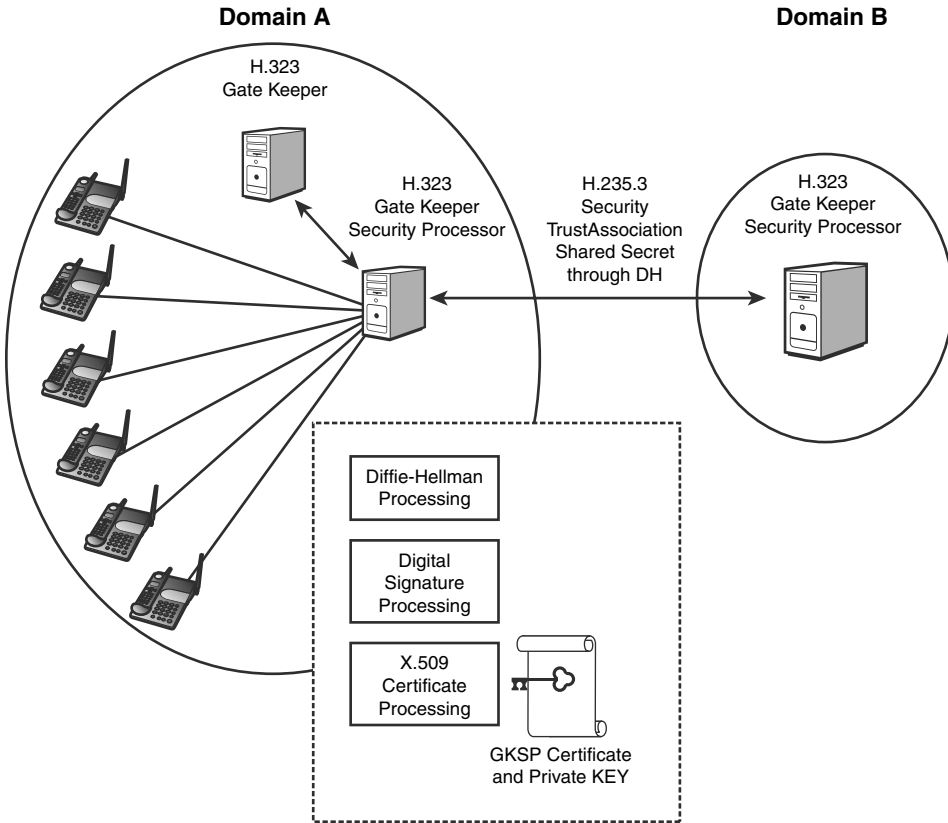 Domain A
Domain B
H.323
Gate Keeper
H.323
Gate Keeper
Security Processor
H.235.3
Security
TrustAssociation
Shared Secret
through DH
H.323
Gate Keeper
Security Processor
Diffie-Hellman
Processing
Digital
Signature
Processing
X.509
Certificate
Processing
GKSP Certificate
and Private KEY